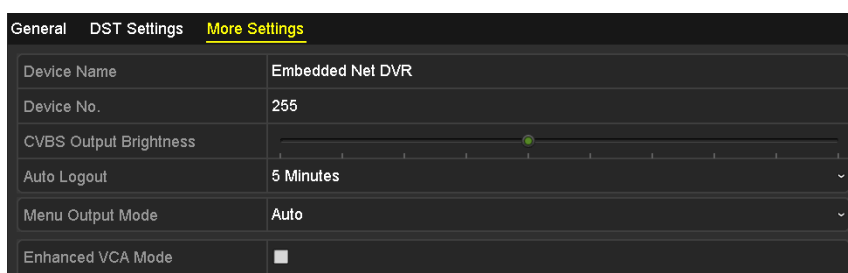 General DST Settings More Settings
Device Name Embedded Net DVR
Device No. 255
CVBS Output Brightness
Auto Logout 5 Minutes
Menu Output Mode Auto
Enhanced VCA Mode